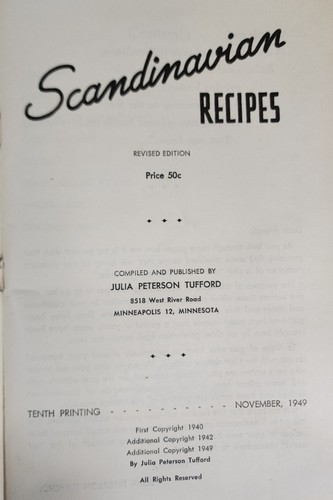 Scandinavian
RECIPES
REVISED EDITION
Price 50c
COMPILED AND PUBLISHED BY
JULIA PETERSON TUFFORD
8518 West River Road
MINNEAPOLIS 12, MINNESOTA
TENTH PRINTING - - - - - - - - - - NOVEMBER, 1949
First Copyright 1940
Additional Copyright 1942
Additional Copyright 1949
By Julia Peterson Tufford
All Rights Reserved